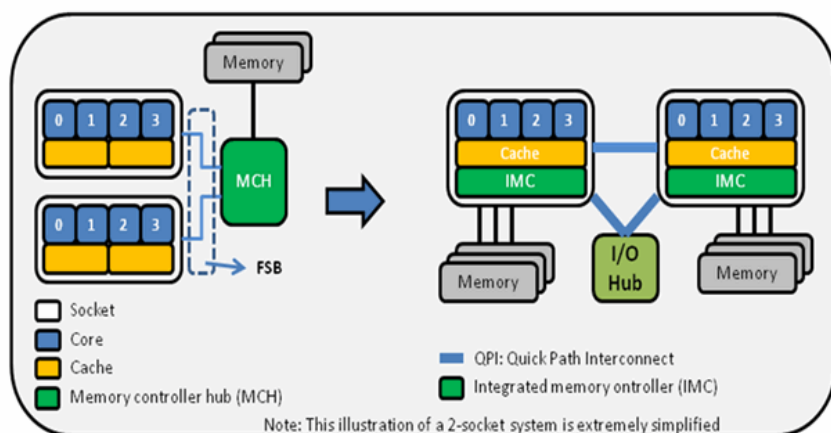 Memory
0 1 2 3
MCH
0 1 2 3
FSB
Socket
Core
Cache
Memory controller hub (MCH)
0 1 2 3
Cache
IMC
0 1 2 3
Cache
IMC
Memory
I/O
Hub
Memory
QPI: Quick Path Interconnect
Integrated memory ontroller (IMC)
Note: This illustration of a 2-socket system is extremely simplified